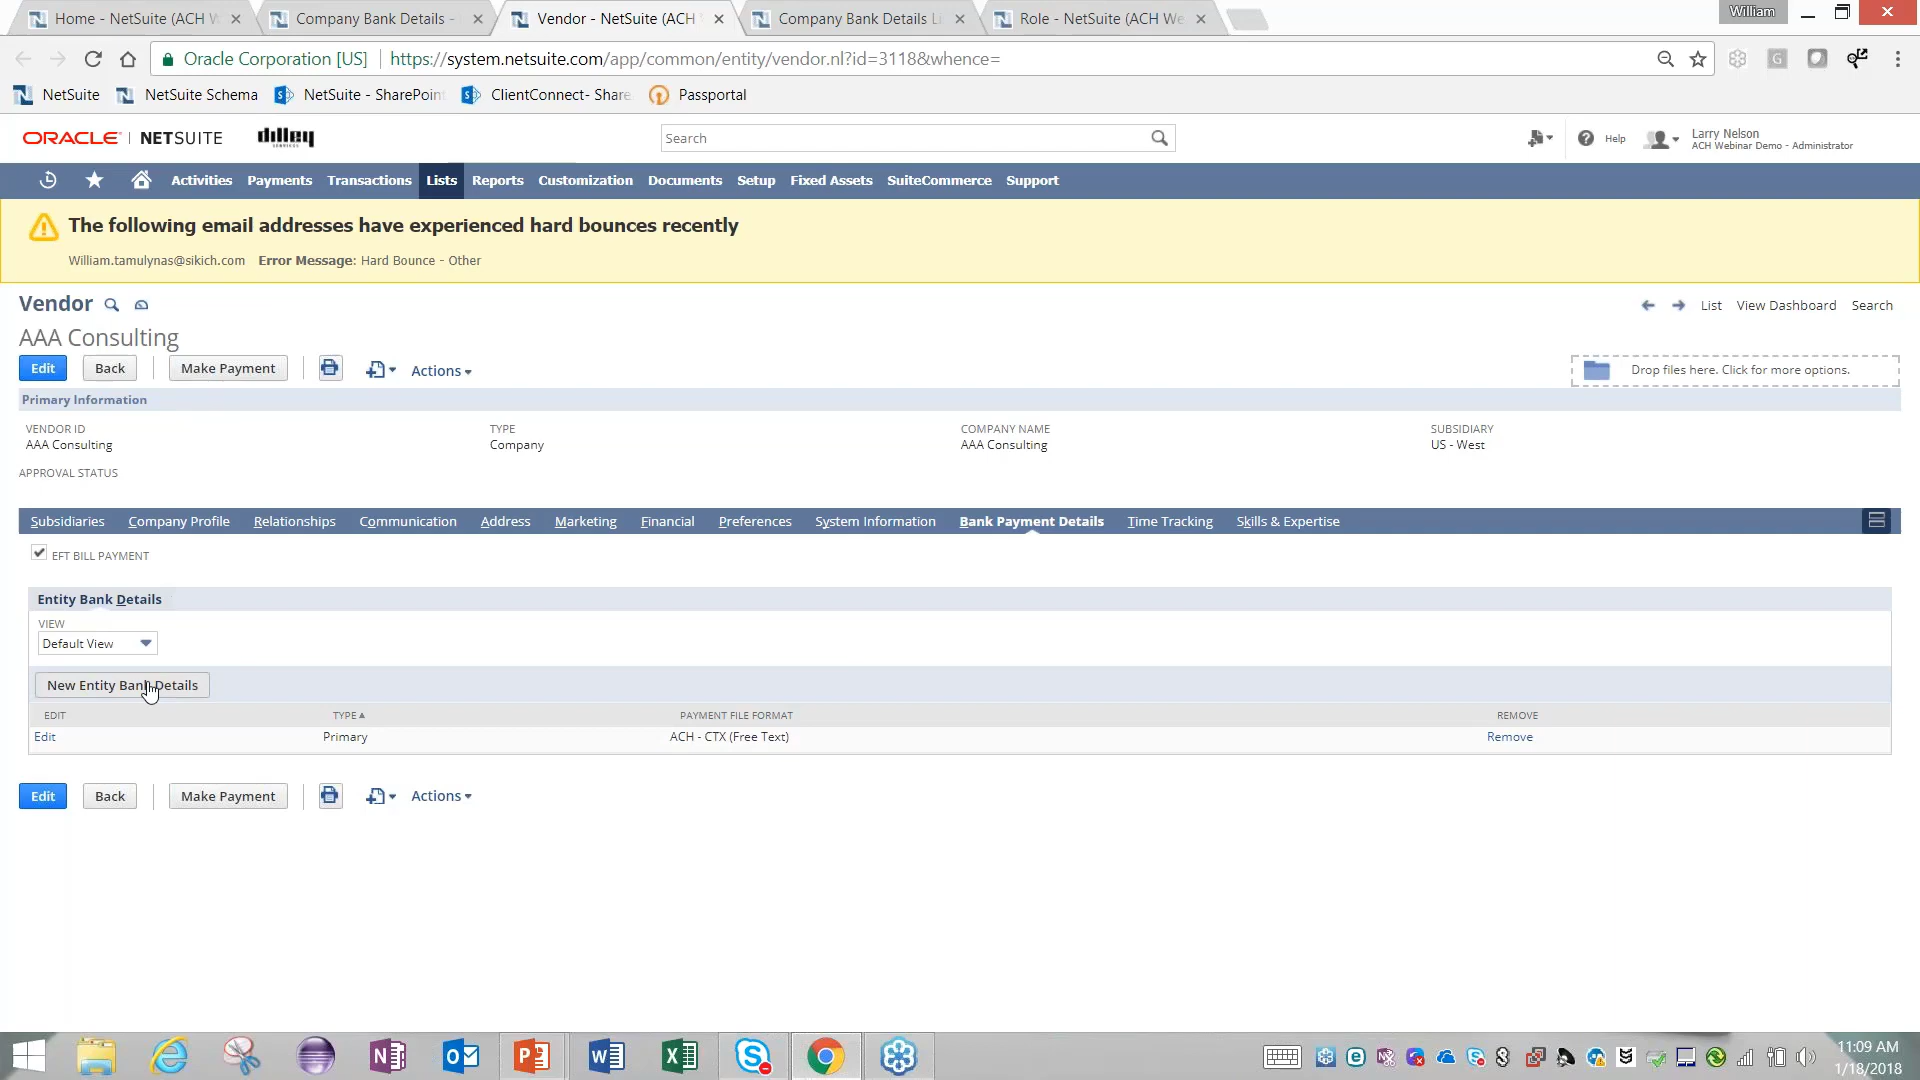 Home - NetSuite (ACH W
Company Bank Details -
Vendor - NetSuite (ACH
Company Bank Details Li
Role - NetSuite (ACH We
William
Oracle Corporation [US]
https://system.netsuite.com/app/common/entity/vendor.nl?id=3118&whence=
NetSuite
NetSuite Schema
NetSuite - SharePoint
ClientConnect- Share
Passportal
ORACLE | NETSUITE
dilley
SERVICES
Search
Help
Larry Nelson
ACH Webinar Demo - Administrator
Activities
Payments
Transactions
Lists
Reports
Customization
Documents
Setup
Fixed Assets
SuiteCommerce
Support
The following email addresses have experienced hard bounces recently
William.tamulynas@sikich.com Error Message: Hard Bounce - Other
Vendor
List
View Dashboard
Search
AAA Consulting
Edit
Back
Make Payment
Actions
Drop files here. Click for more options.
Primary Information
VENDOR ID
AAA Consulting
TYPE
Company
COMPANY NAME
AAA Consulting
SUBSIDIARY
US - West
APPROVAL STATUS
Subsidiaries
Company Profile
Relationships
Communication
Address
Marketing
Financial
Preferences
System Information
Bank Payment Details
Time Tracking
Skills & Expertise
EFT BILL PAYMENT
Entity Bank Details
VIEW
Default View
New Entity Bank Details
EDIT
TYPE
PAYMENT FILE FORMAT
REMOVE
Edit
Primary
ACH - CTX (Free Text)
Remove
Edit
Back
Make Payment
Actions
11:09 AM
1/18/2018